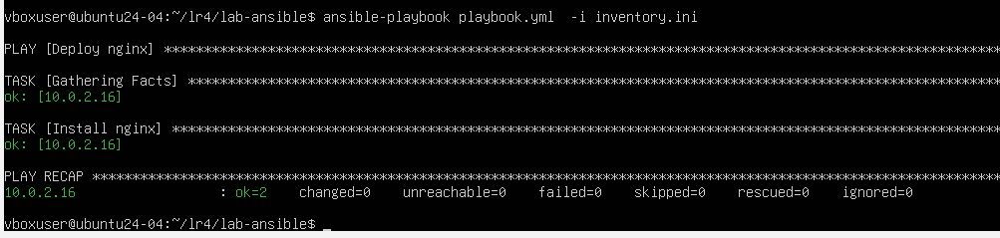 vboxuser@ubuntu24-04:~/lr4/lab-ansible$ ansible-playbook playbook.yml  -i inventory.ini
PLAY [Deploy nginx] ********************************************************************************************************
TASK [Gathering Facts] *****************************************************************************************************
ok: [10.0.2.16]
TASK [Install nginx] *******************************************************************************************************
ok: [10.0.2.16]
PLAY RECAP *****************************************************************************************************************
10.0.2.16                  : ok=2    changed=0    unreachable=0    failed=0    skipped=0    rescued=0    ignored=0
vboxuser@ubuntu24-04:~/lr4/lab-ansible$ _